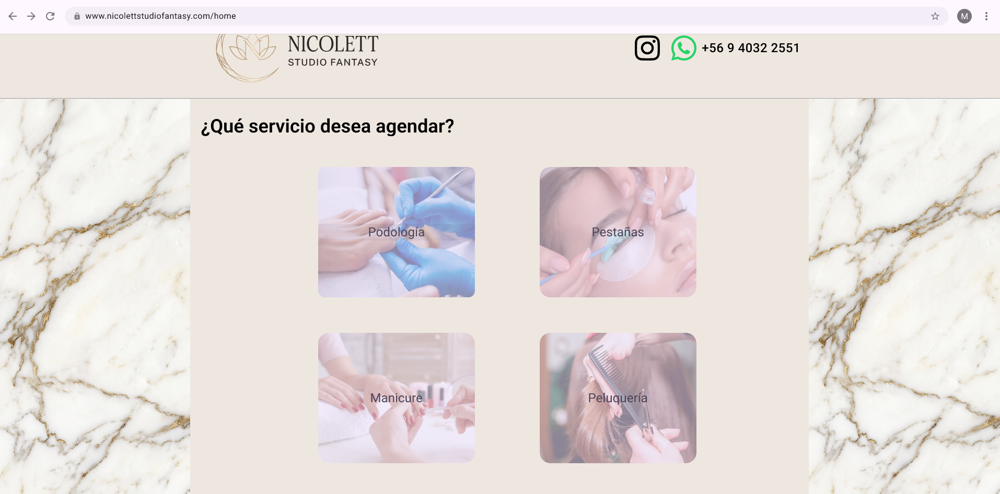 www.nicolettstudiofantasy.com/home
M
NICOLETT
STUDIO FANTASY
+56 9 4032 2551
¿Qué servicio desea agendar?
Podología
Pestañas
Manicure
Peluquería